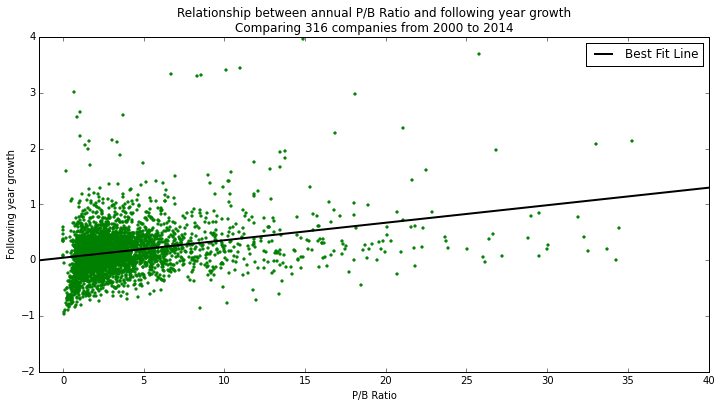 Relationship between annual P/B Ratio and following year growth
Comparing 316 companies from 2000 to 2014
4
3
2
1
0
−1
−2
Following year growth
Best Fit Line
0 5 10 15 20 25 30 35 40
P/B Ratio